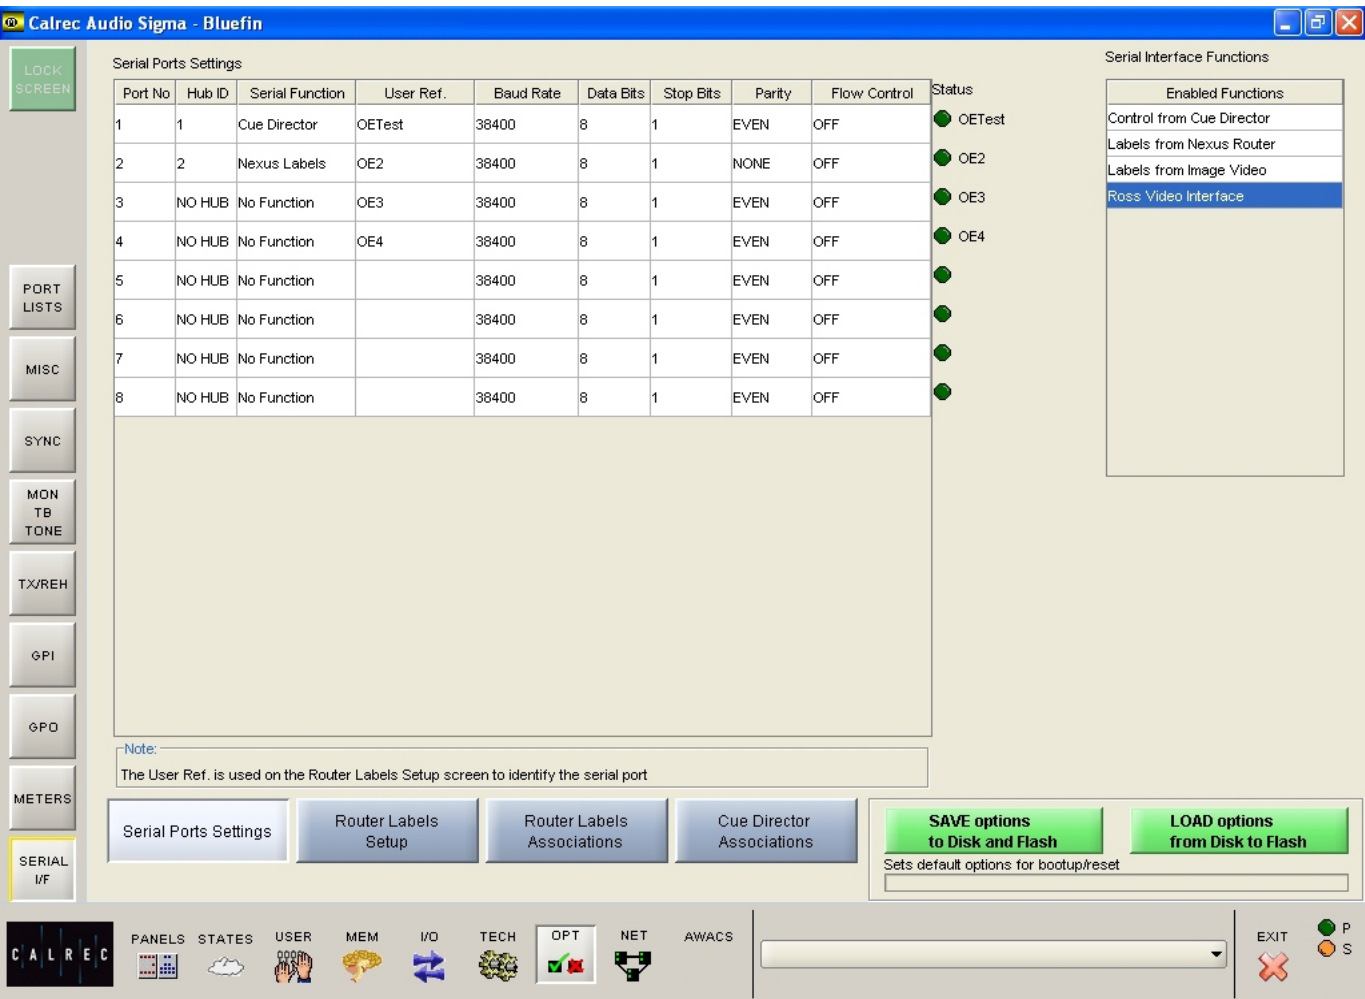 Calrec Audio Sigma - Bluefin
LOCK
SCREEN
PORT
LISTS
MISC
SYNC
MON
TB
TONE
TX/REH
GPI
GPO
METERS
SERIAL
I/F
Serial Ports Settings
Port No Hub ID Serial Function User Ref. Baud Rate Data Bits Stop Bits Parity Flow Control Status
1 1 Cue Director OETest 38400 8 1 EVEN OFF OETest
2 2 Nexus Labels OE2 38400 8 1 NONE OFF OE2
3 NO HUB No Function OE3 38400 8 1 EVEN OFF OE3
4 NO HUB No Function OE4 38400 8 1 EVEN OFF OE4
5 NO HUB No Function 38400 8 1 EVEN OFF
6 NO HUB No Function 38400 8 1 EVEN OFF
7 NO HUB No Function 38400 8 1 EVEN OFF
8 NO HUB No Function 38400 8 1 EVEN OFF
Serial Interface Functions
Enabled Functions
Control from Cue Director
Labels from Nexus Router
Labels from Image Video
Ross Video Interface
Note:
The User Ref. is used on the Router Labels Setup screen to identify the serial port
Serial Ports Settings
Router Labels
Setup
Router Labels
Associations
Cue Director
Associations
SAVE options
to Disk and Flash
LOAD options
from Disk to Flash
Sets default options for bootup/reset
CALREC
PANELS STATES USER MEM I/O TECH OPT NET AWACS
EXIT
P
S